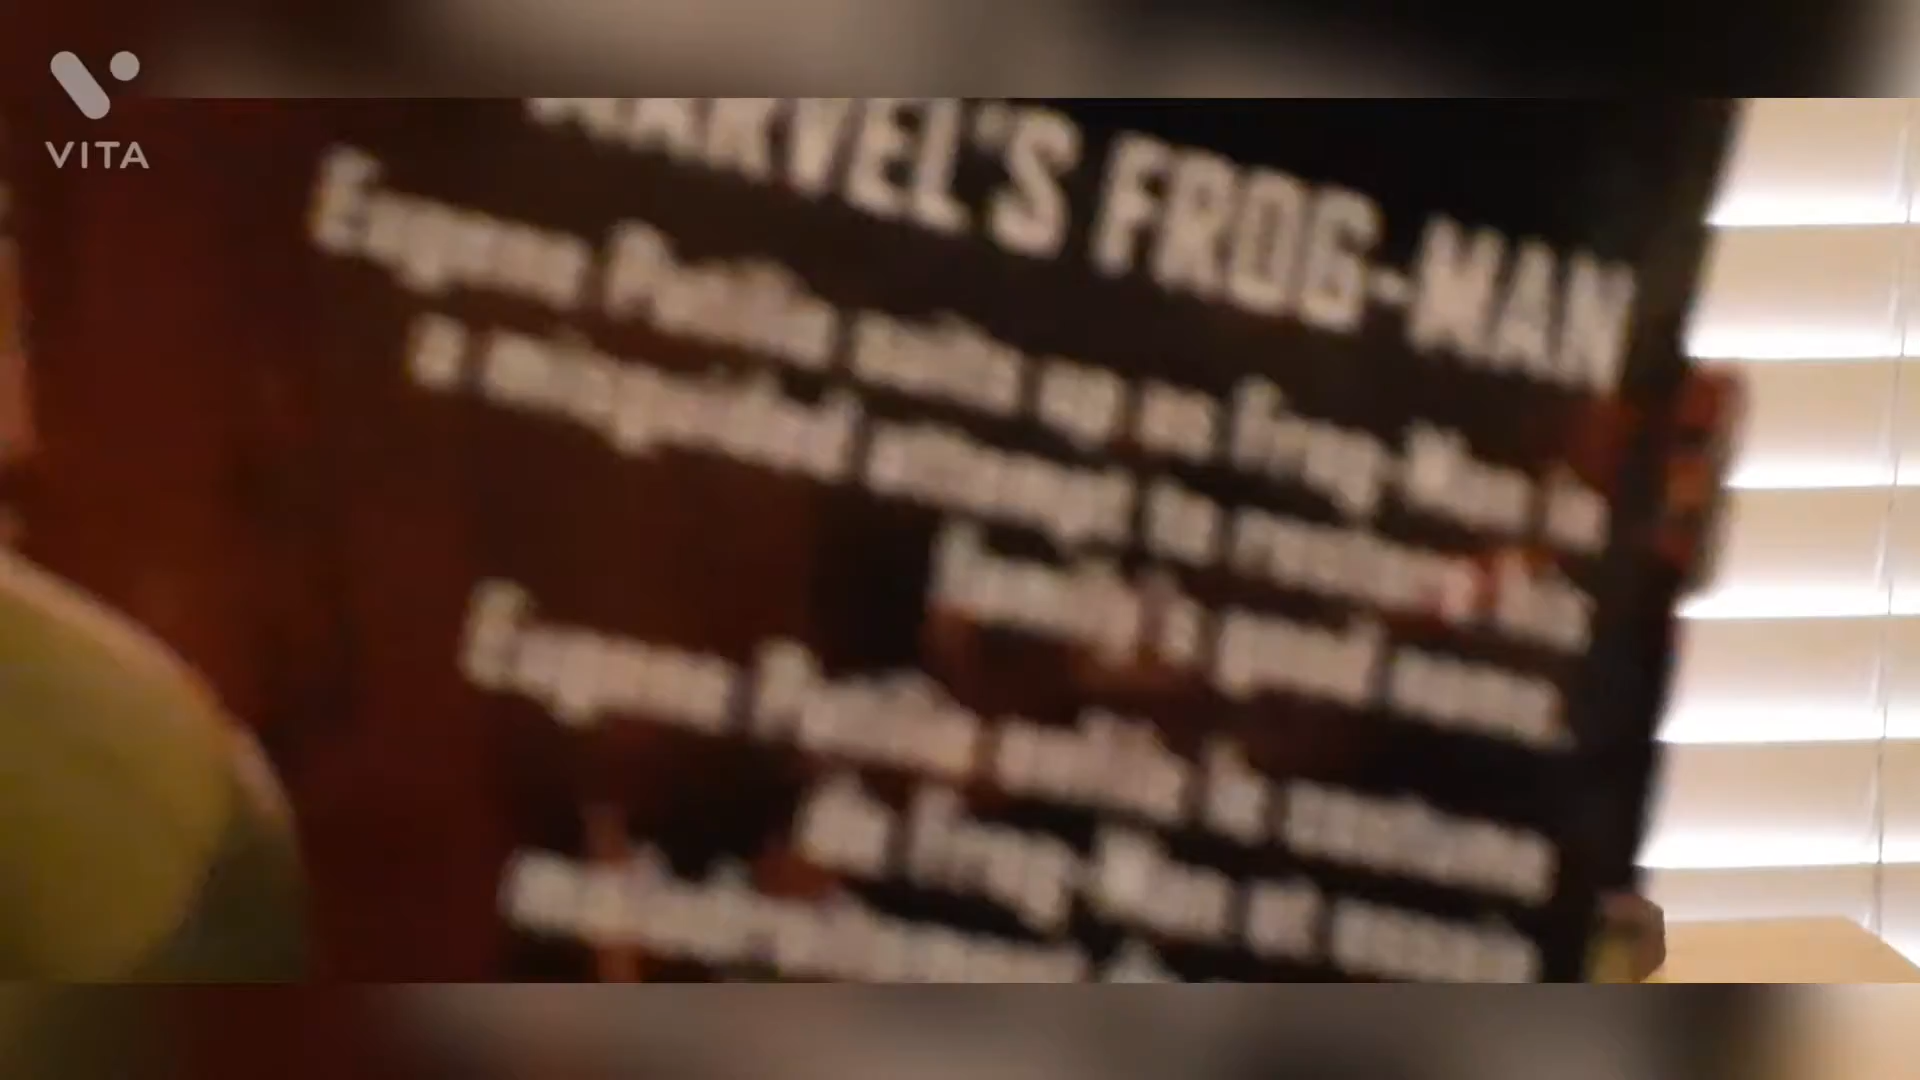 VITA
MARVEL'S FROG-MAN
Eugene Patilio suits up as Frog-Man in
a misguided attempt to restore his
family's good name.
Eugene Patilio enfile le costume
de Frog-Man et essaie
maladroitement